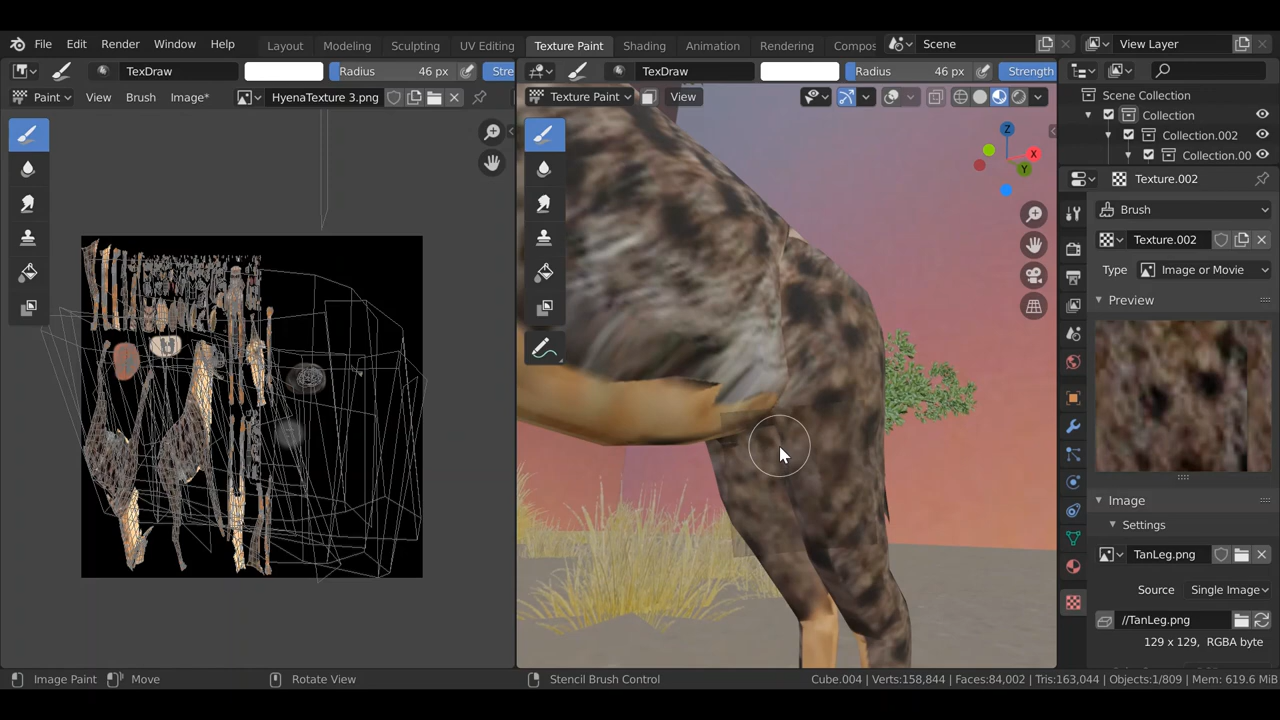 File Edit Render Window Help Layout Modeling Sculpting UV Editing Texture Paint Shading Animation Rendering Compos Scene View Layer
TexDraw Radius 46 px Stre TexDraw Radius 46 px Strength
Paint View Brush Image* HyenaTexture 3.png Texture Paint View
Scene Collection
Collection
Collection.002
Collection.00
Z
X
Y
Texture.002
Brush
Texture.002
Type Image or Movie
Preview
Image
Settings
TanLeg.png
Source Single Image
//TanLeg.png
129 x 129, RGBA byte
Image Paint Move Rotate View Stencil Brush Control Cube.004 | Verts:158,844 | Faces:84,002 | Tris:163,044 | Objects:1/809 | Mem: 619.6 MiB